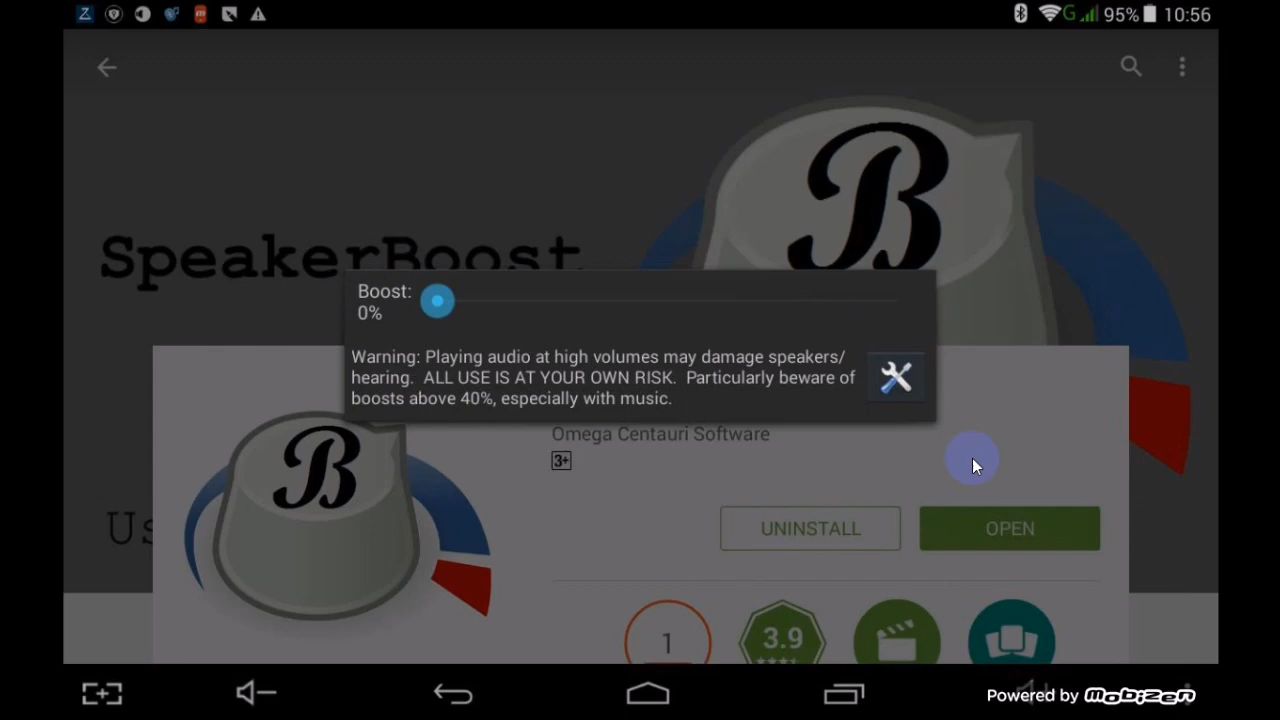 Z
G 95% 10:56
B
SpeakerBoost
Boost:
0%
Warning: Playing audio at high volumes may damage speakers/
hearing. ALL USE IS AT YOUR OWN RISK. Particularly beware of
boosts above 40%, especially with music.
B
Omega Centauri Software
3+
Us
UNINSTALL
OPEN
1
3.9
Powered by Mobizen